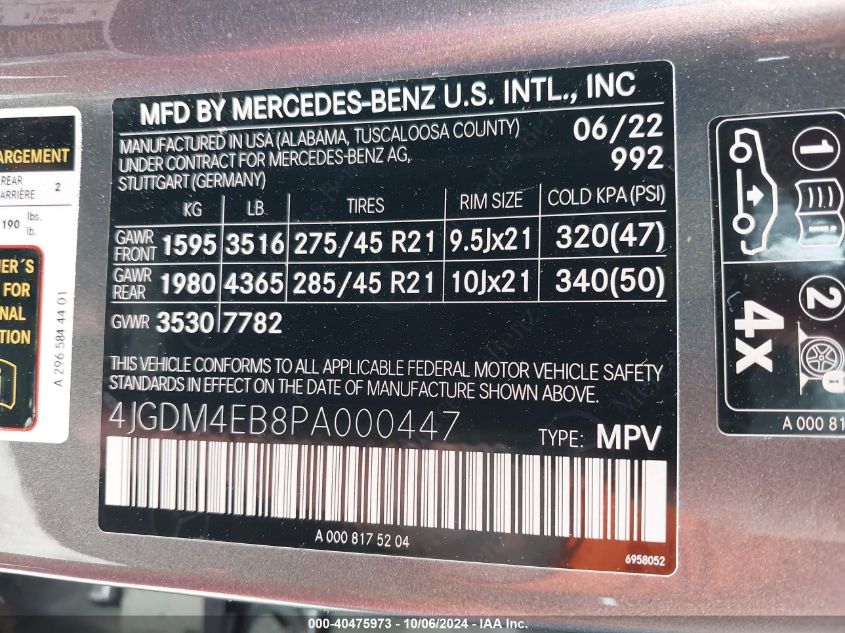 MFD BY MERCEDES-BENZ U.S. INTL., INC
MANUFACTURED IN USA (ALABAMA, TUSCALOOSA COUNTY) 06/22
UNDER CONTRACT FOR MERCEDES-BENZ AG, 992
STUTTGART (GERMANY)
KG LB TIRES RIM SIZE COLD KPA (PSI)
GAWR FRONT 1595 3516 275/45 R21 9.5Jx21 320(47)
GAWR REAR 1980 4365 285/45 R21 10Jx21 340(50)
GVWR 3530 7782
THIS VEHICLE CONFORMS TO ALL APPLICABLE FEDERAL MOTOR VEHICLE SAFETY
STANDARDS IN EFFECT ON THE DATE OF MANUFACTURE SHOWN ABOVE.
4JGDM4EB8PA000447 TYPE: MPV
A 000 817 52 04
6958052
ARGEMENT
REAR
ARRIÈRE 2
190 lbs.
lb.
ER´S
FOR
NAL
TION
A 296 584 44 01
1
2
4x
A 000 81
000-40475973 - 10/06/2024 - IAA Inc.